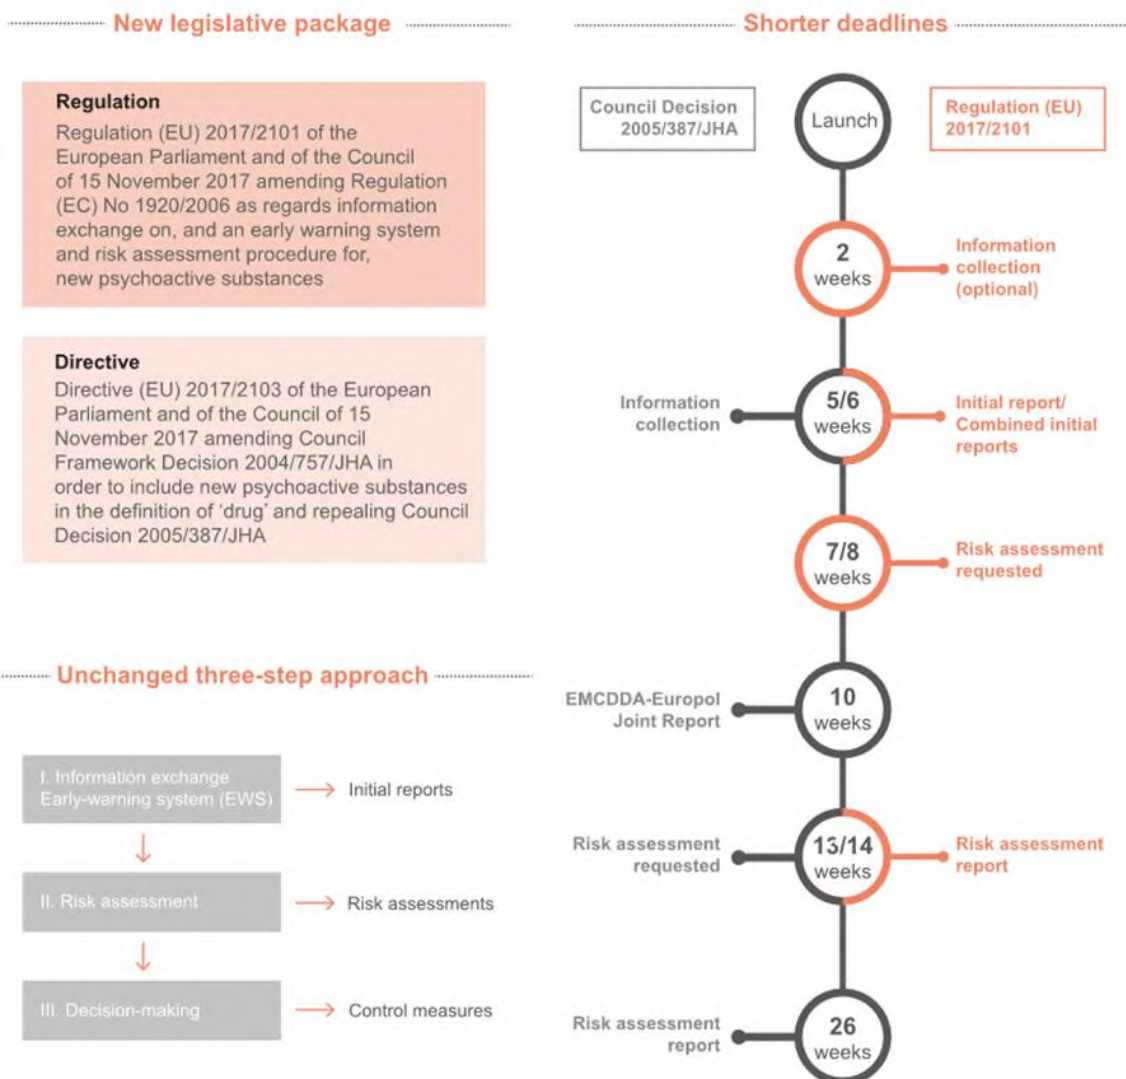 New legislative package
Regulation
Regulation (EU) 2017/2101 of the
European Parliament and of the Council
of 15 November 2017 amending Regulation
(EC) No 1920/2006 as regards information
exchange on, and an early warning system
and risk assessment procedure for,
new psychoactive substances
Directive
Directive (EU) 2017/2103 of the European
Parliament and of the Council of 15
November 2017 amending Council
Framework Decision 2004/757/JHA in
order to include new psychoactive substances
in the definition of ‘drug’ and repealing Council
Decision 2005/387/JHA
Unchanged three-step approach
I. Information exchange
Early-warning system (EWS)
Initial reports
II. Risk assessment
Risk assessments
III. Decision-making
Control measures
Shorter deadlines
Council Decision
2005/387/JHA
Launch
Regulation (EU)
2017/2101
2
weeks
Information
collection
(optional)
Information
collection
5/6
weeks
Initial report/
Combined initial
reports
7/8
weeks
Risk assessment
requested
EMCDDA-Europol
Joint Report
10
weeks
Risk assessment
requested
13/14
weeks
Risk assessment
report
Risk assessment
report
26
weeks